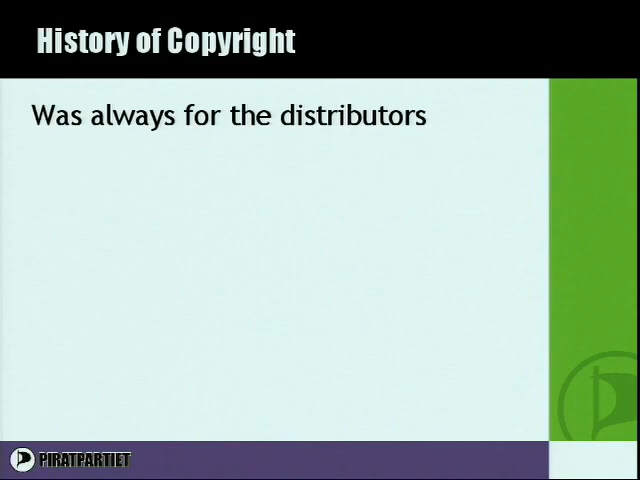 History of Copyright
Was always for the distributors
PIRATPARTIET